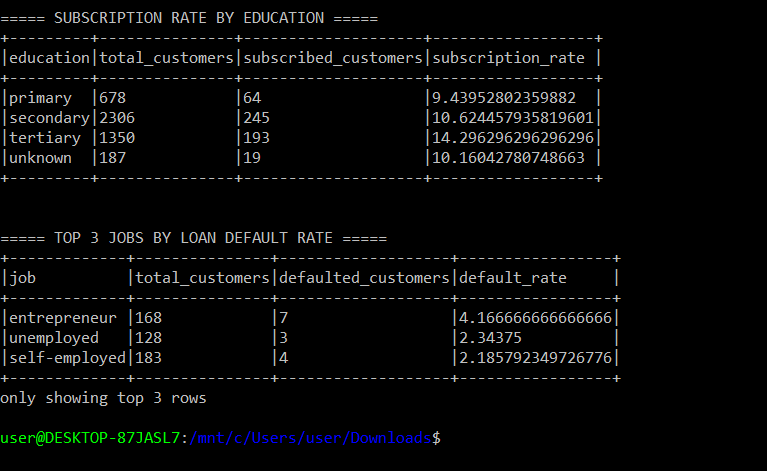 ===== SUBSCRIPTION RATE BY EDUCATION =====
+---------+---------------+--------------------+------------------+
|education|total_customers|subscribed_customers|subscription_rate |
+---------+---------------+--------------------+------------------+
|primary  |678            |64                  |9.43952802359882  |
|secondary|2306           |245                 |10.624457935819601|
|tertiary |1350           |193                 |14.296296296296296|
|unknown  |187            |19                  |10.16042780748663 |
+---------+---------------+--------------------+------------------+
===== TOP 3 JOBS BY LOAN DEFAULT RATE =====
+-------------+---------------+-------------------+-----------------+
|job          |total_customers|defaulted_customers|default_rate     |
+-------------+---------------+-------------------+-----------------+
|entrepreneur |168            |7                  |4.166666666666666|
|unemployed   |128            |3                  |2.34375          |
|self-employed|183            |4                  |2.185792349726776|
+-------------+---------------+-------------------+-----------------+
only showing top 3 rows
user@DESKTOP-87JASL7:/mnt/c/Users/user/Downloads$